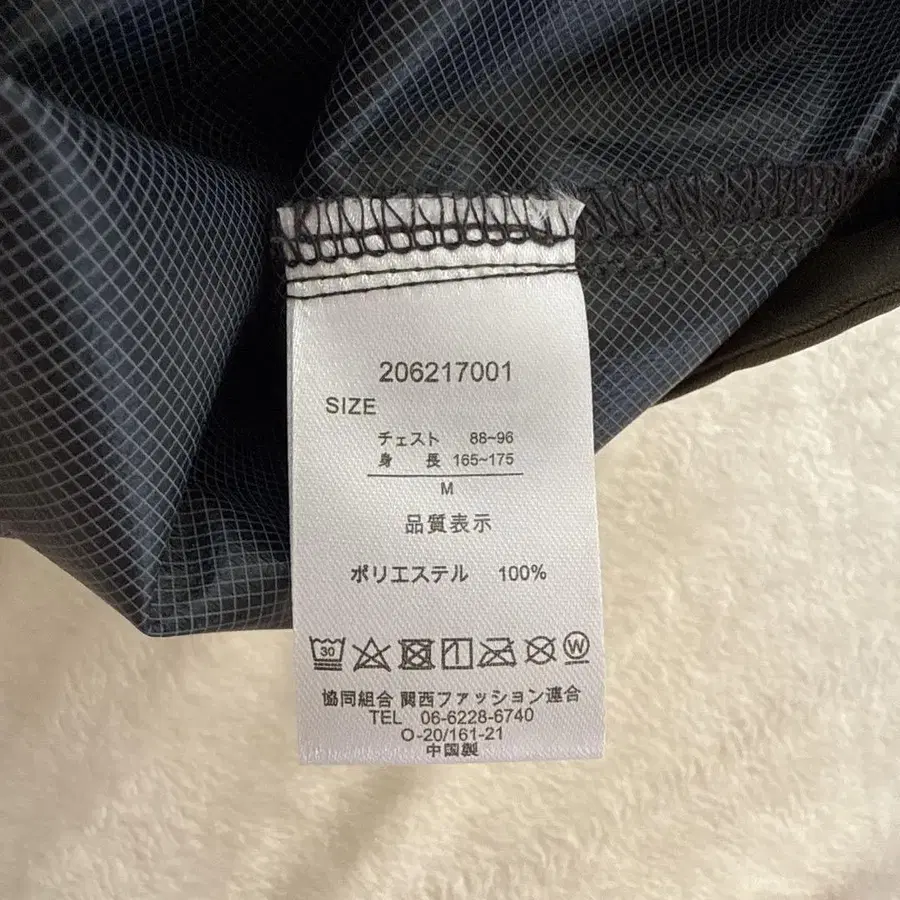 206217001
SIZE
チェスト 88~96
身 長 165~175
M
品質表示
ポリエステル 100%
30 W
協同組合 関西ファッション連合
TEL 06-6228-6740
O-20/161-21
中国製